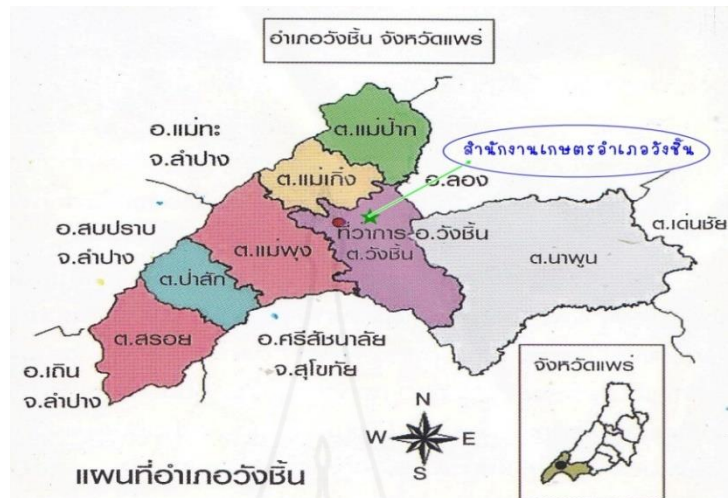 อำเภอวังชิ้น จังหวัดแพร่
ต.แม่ป้าก
อ.แม่ทะ
จ.ลำปาง
สำนักงานเกษตรอำเภอวังชิ้น
ต.แม่เกิ๋ง
อ.ลอง
อ.สบปราบ
จ.ลำปาง
ต.แม่พุง
ที่ว่าการ-อ.วังชิ้น
ต.วังชิ้น
ต.เด่นชัย
ต.นาพูน
ต.ป่าสัก
ต.สรอย
อ.ศรีสัชนาลัย
จ.สุโขทัย
อ.เถิน
จ.ลำปาง
จังหวัดแพร่
N
W
E
S
แผนที่อำเภอวังชิ้น